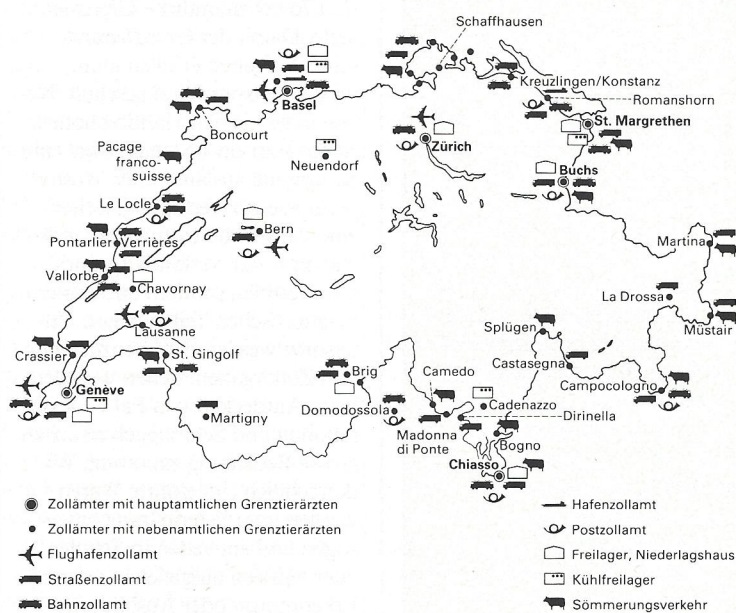 Schaffhausen
Kreuzlingen/Konstanz
Romanshorn
Basel
St. Margrethen
Boncourt
Zürich
Pacage
franco-
suisse
Neuendorf
Buchs
Le Locle
Bern
Pontarlier
Verriéres
Martina
Vallorbe
Chavornay
La Drossa
Lausanne
Splügen
Müstair
Crassier
St. Gingolf
Castasegna
Brig
Camedo
Campocologno
Genève
Cadenazzo
Martigny
Domodossola
Dirinella
Madonna
di Ponte
Bogno
Chiasso
Zollämter mit hauptamtlichen Grenztierärzten
Zollämter mit nebenamtlichen Grenztierärzten
Flughafenzollamt
Straßenzollamt
Bahnzollamt
Hafenzollamt
Postzollamt
Freilager, Niederlagshaus
Kühlfreilager
Sömmerungsverkehr